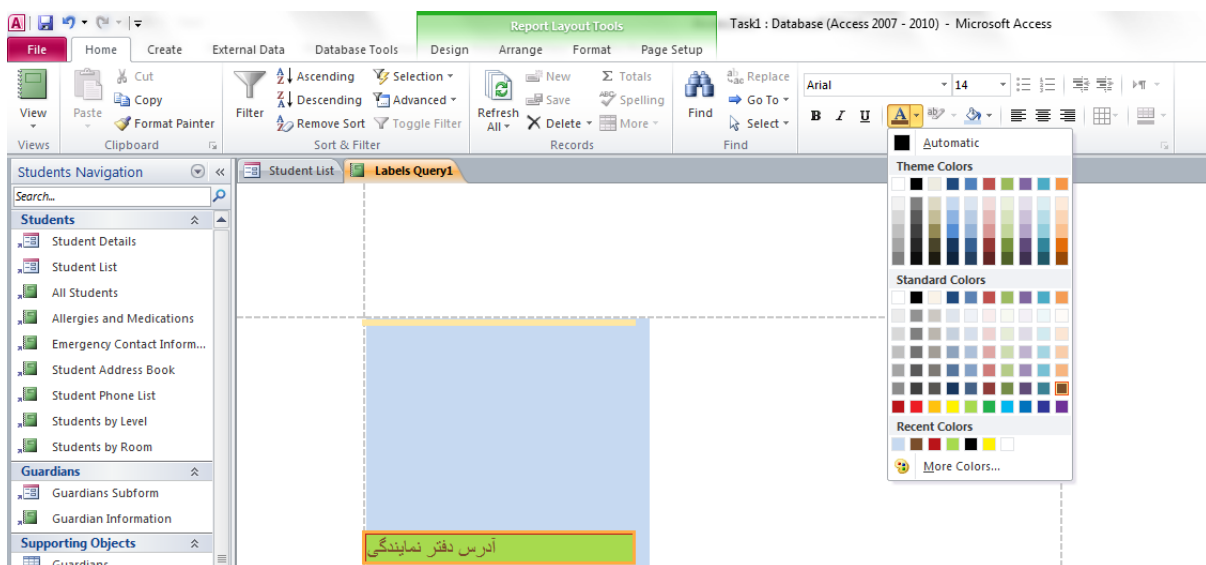 Report Layout Tools
Task1 : Database (Access 2007 - 2010) - Microsoft Access
File Home Create External Data Database Tools Design Arrange Format Page Setup
View
Views
Paste
Cut
Copy
Format Painter
Clipboard
Filter
Ascending
Descending
Remove Sort
Selection
Advanced
Toggle Filter
Sort & Filter
Refresh
All
New
Save
Delete
Totals
Spelling
More
Records
Find
Replace
Go To
Select
Find
Arial 14
B I U
Automatic
Theme Colors
Standard Colors
Recent Colors
More Colors...
Students Navigation
Search...
Students
Student Details
Student List
All Students
Allergies and Medications
Emergency Contact Inform...
Student Address Book
Student Phone List
Students by Level
Students by Room
Guardians
Guardians Subform
Guardian Information
Supporting Objects
Guardians
Student List
Labels Query1
آدرس دفتر نمایندگی